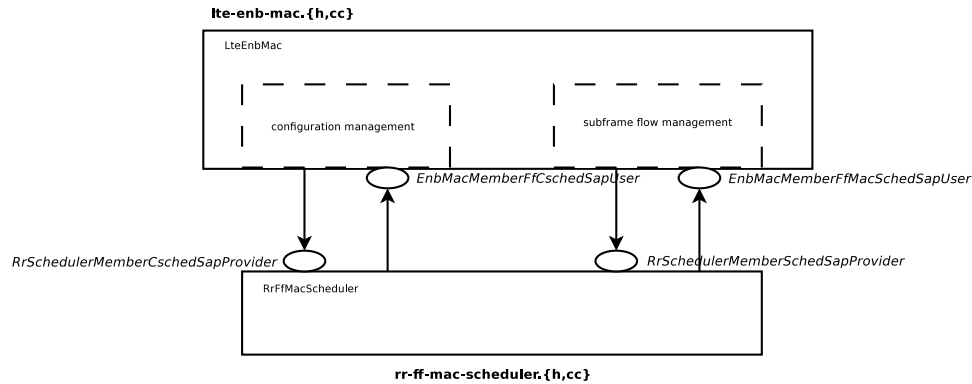 lte-enb-mac.{h,cc}
LteEnbMac
configuration management
subframe flow management
EnbMacMemberFfCschedSapUser
EnbMacMemberFfMacSchedSapUser
RrSchedulerMemberCschedSapProvider
RrSchedulerMemberSchedSapProvider
RrFfMacScheduler
rr-ff-mac-scheduler.{h,cc}